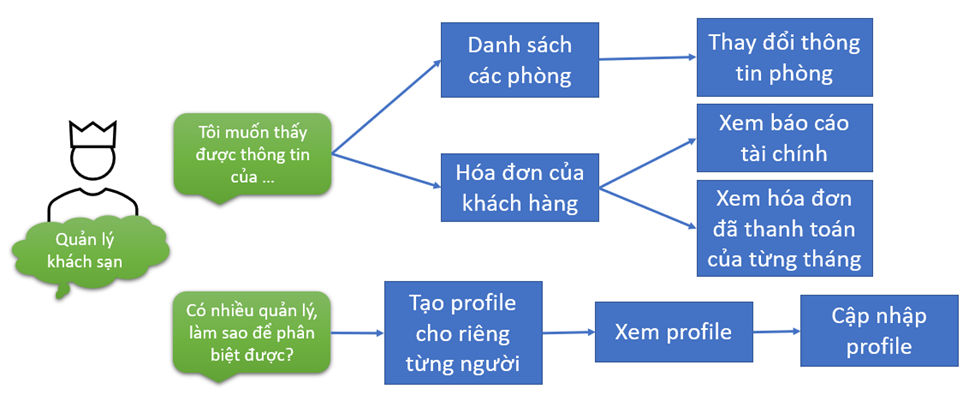 Quản lý
khách sạn
Tôi muốn thấy
được thông tin
của ...
Danh sách
các phòng
Thay đổi thông
tin phòng
Hóa đơn của
khách hàng
Xem báo cáo
tài chính
Xem hóa đơn
đã thanh toán
của từng tháng
Có nhiều quản lý,
làm sao để phân
biệt được?
Tạo profile
cho riêng
từng người
Xem profile
Cập nhập
profile